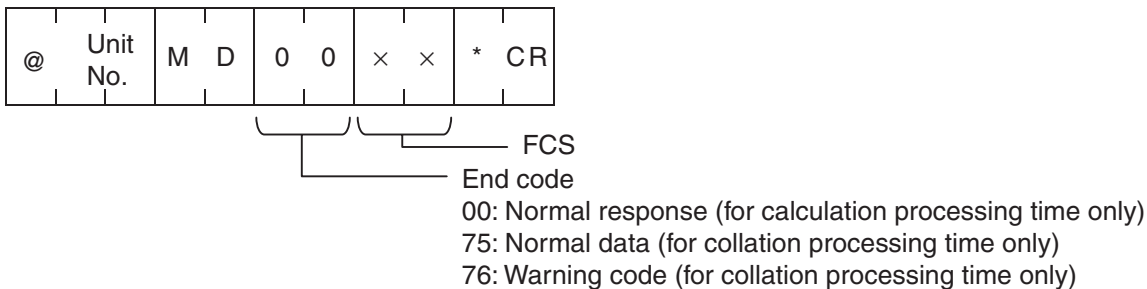 @ Unit No. M D 0 0 × × * CR
FCS
End code
00: Normal response (for calculation processing time only)
75: Normal data (for collation processing time only)
76: Warning code (for collation processing time only)